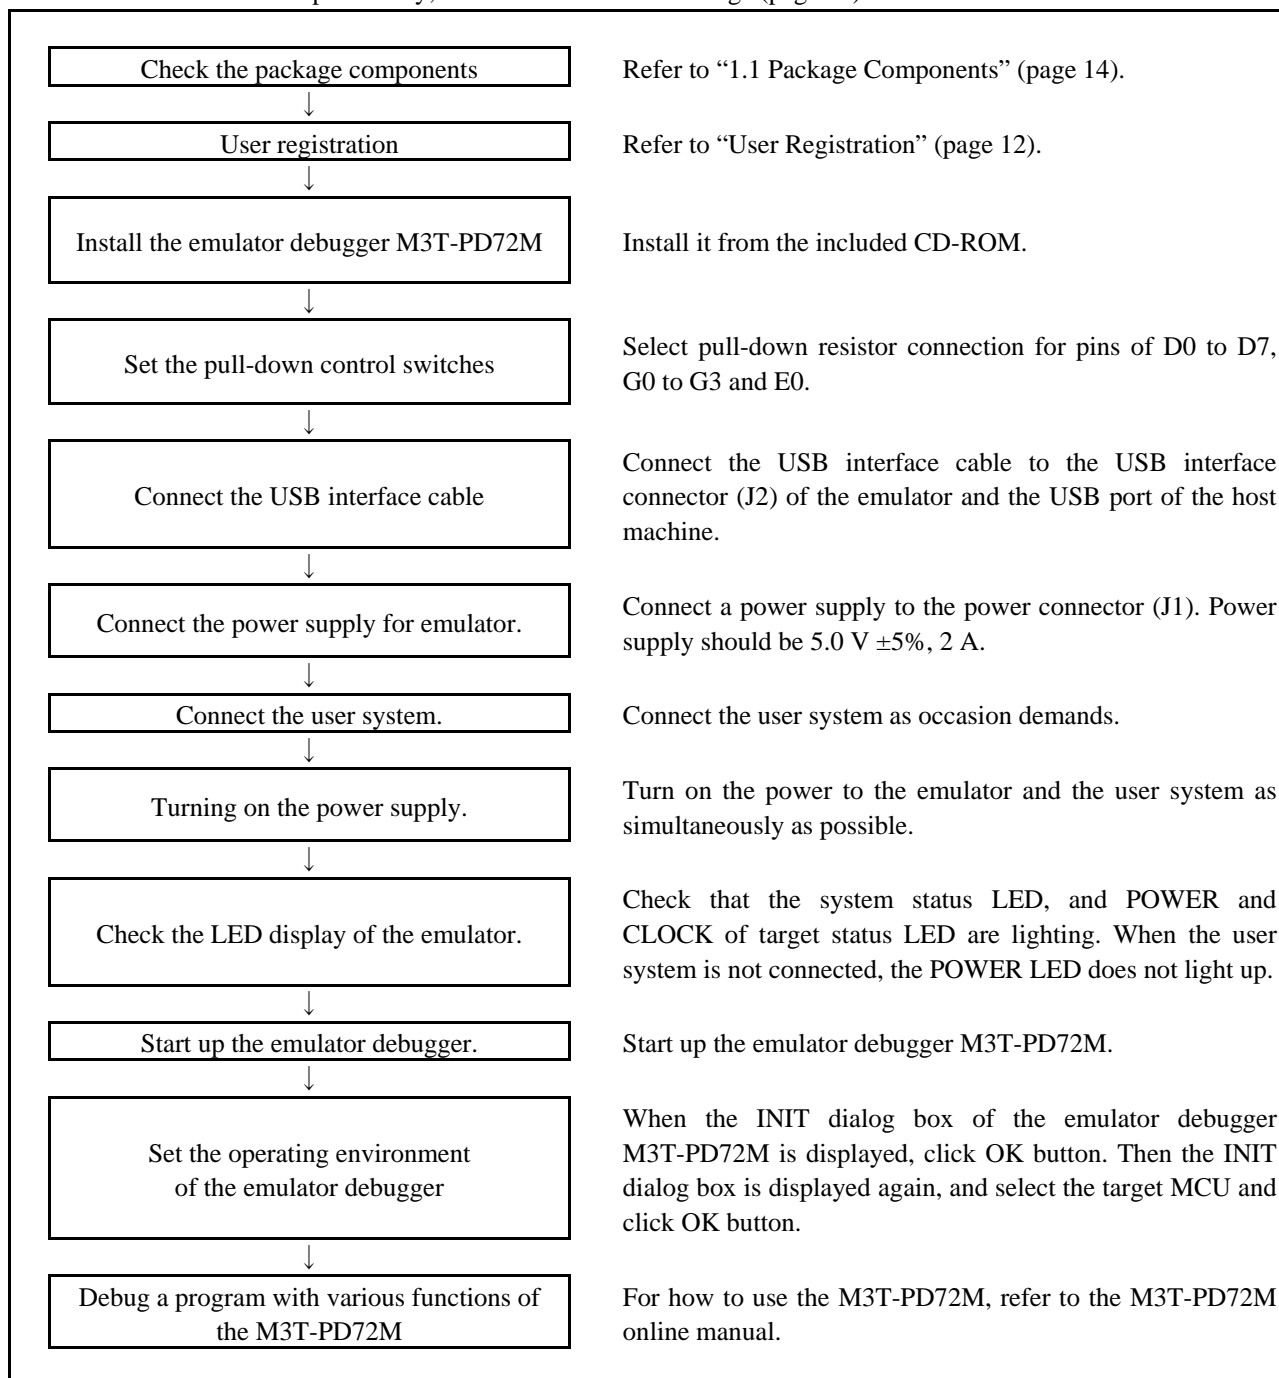 Check the package components
Refer to “1.1 Package Components” (page 14).
↓
User registration
Refer to “User Registration” (page 12).
↓
Install the emulator debugger M3T-PD72M
Install it from the included CD-ROM.
↓
Set the pull-down control switches
Select pull-down resistor connection for pins of D0 to D7,
G0 to G3 and E0.
↓
Connect the USB interface cable
Connect the USB interface cable to the USB interface
connector (J2) of the emulator and the USB port of the host
machine.
↓
Connect the power supply for emulator.
Connect a power supply to the power connector (J1). Power
supply should be 5.0 V ±5%, 2 A.
↓
Connect the user system.
Connect the user system as occasion demands.
↓
Turning on the power supply.
Turn on the power to the emulator and the user system as
simultaneously as possible.
↓
Check the LED display of the emulator.
Check that the system status LED, and POWER and
CLOCK of target status LED are lighting. When the user
system is not connected, the POWER LED does not light up.
↓
Start up the emulator debugger.
Start up the emulator debugger M3T-PD72M.
↓
Set the operating environment
of the emulator debugger
When the INIT dialog box of the emulator debugger
M3T-PD72M is displayed, click OK button. Then the INIT
dialog box is displayed again, and select the target MCU and
click OK button.
↓
Debug a program with various functions of
the M3T-PD72M
For how to use the M3T-PD72M, refer to the M3T-PD72M
online manual.